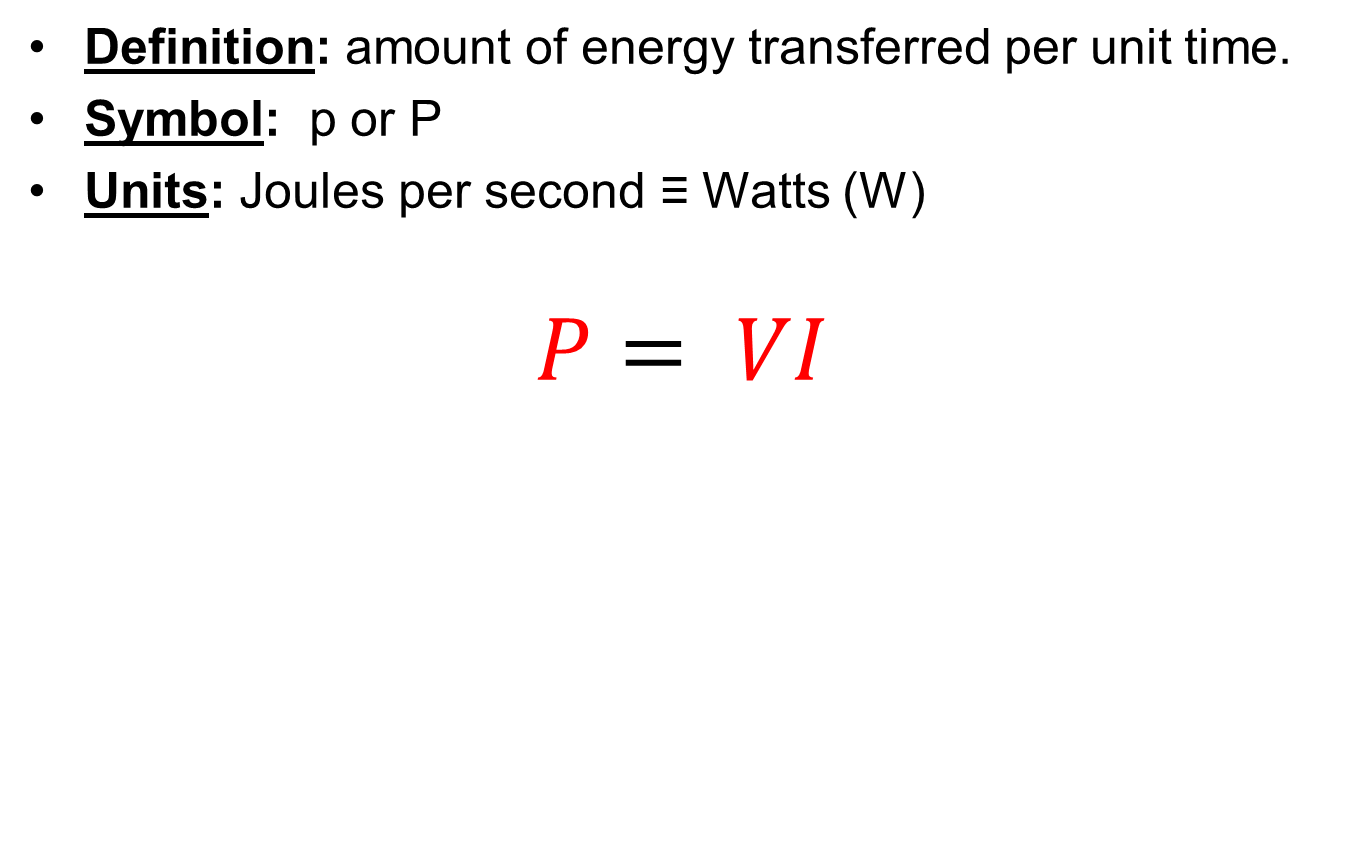 • Definition: amount of energy transferred per unit time.
• Symbol: p or P
• Units: Joules per second ≡ Watts (W)
P = VI